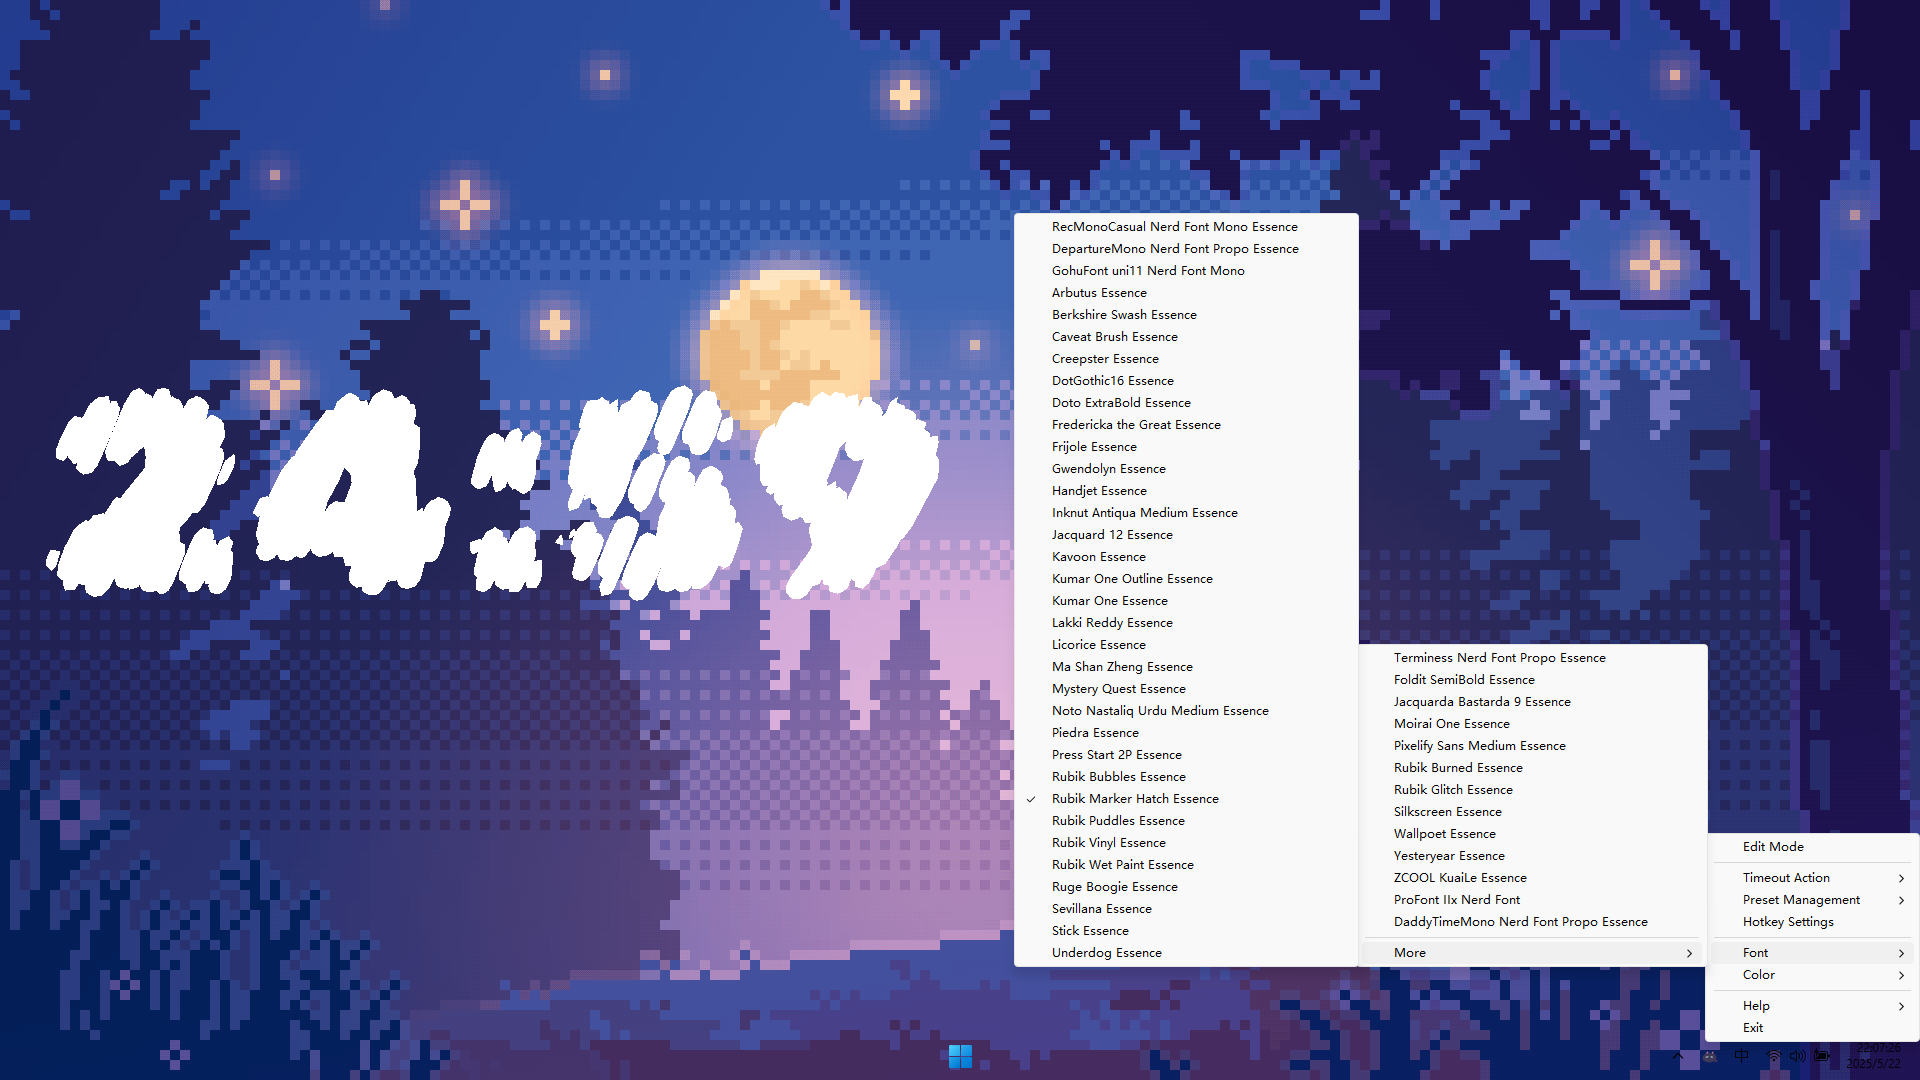 24:59
RecMonoCasual Nerd Font Mono Essence
DepartureMono Nerd Font Propo Essence
GohuFont uni11 Nerd Font Mono
Arbutus Essence
Berkshire Swash Essence
Caveat Brush Essence
Creepster Essence
DotGothic16 Essence
Doto ExtraBold Essence
Fredericka the Great Essence
Frijole Essence
Gwendolyn Essence
Handjet Essence
Inknut Antiqua Medium Essence
Jacquard 12 Essence
Kavoon Essence
Kumar One Outline Essence
Kumar One Essence
Lakki Reddy Essence
Licorice Essence
Ma Shan Zheng Essence
Mystery Quest Essence
Noto Nastaliq Urdu Medium Essence
Piedra Essence
Press Start 2P Essence
Rubik Bubbles Essence
Rubik Marker Hatch Essence
Rubik Puddles Essence
Rubik Vinyl Essence
Rubik Wet Paint Essence
Ruge Boogie Essence
Sevillana Essence
Stick Essence
Underdog Essence
Terminess Nerd Font Propo Essence
Foldit SemiBold Essence
Jacquarda Bastarda 9 Essence
Moirai One Essence
Pixelify Sans Medium Essence
Rubik Burned Essence
Rubik Glitch Essence
Silkscreen Essence
Wallpoet Essence
Yesteryear Essence
ZCOOL KuaiLe Essence
ProFont IIx Nerd Font
DaddyTimeMono Nerd Font Propo Essence
More
Edit Mode
Timeout Action
Preset Management
Hotkey Settings
Font
Color
Help
Exit
中
22:07:26
2025/5/22